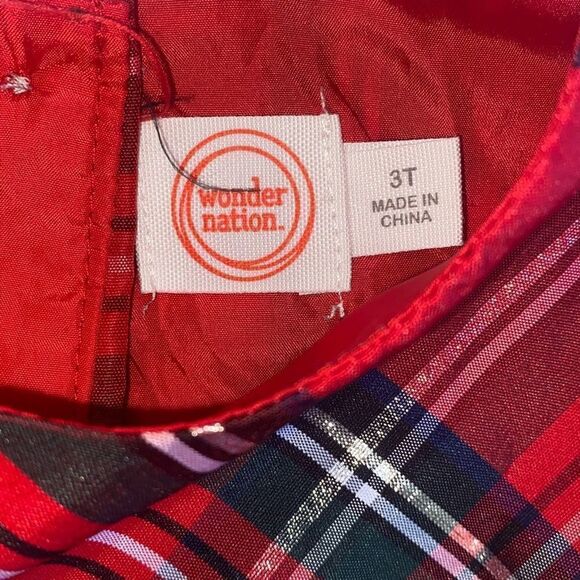 wonder
nation.
3T
MADE IN
CHINA